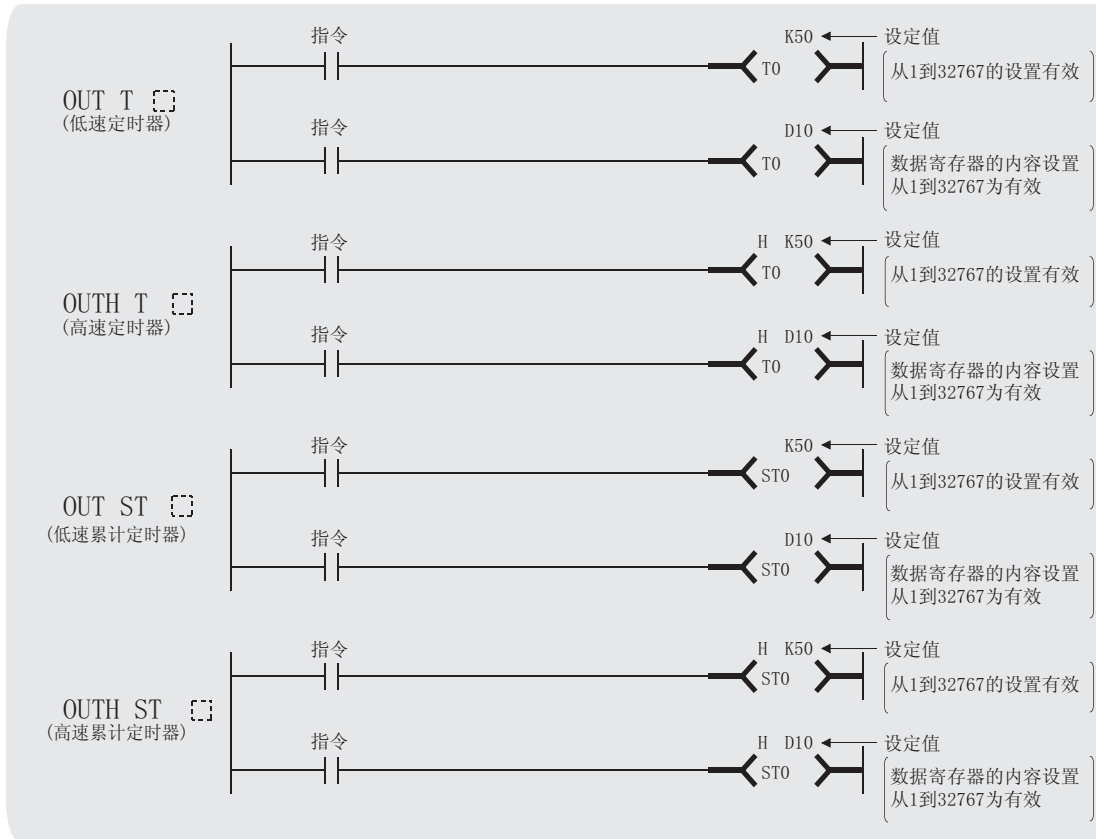 指令
K50
设定值
T0
从1到32767的设置有效
OUT T
(低速定时器)
指令
D10
设定值
T0
数据寄存器的内容设置
从1到32767为有效
指令
H K50
设定值
T0
从1到32767的设置有效
OUTH T
(高速定时器)
指令
H D10
设定值
T0
数据寄存器的内容设置
从1到32767为有效
指令
K50
设定值
ST0
从1到32767的设置有效
OUT ST
(低速累计定时器)
指令
D10
设定值
ST0
数据寄存器的内容设置
从1到32767为有效
指令
H K50
设定值
ST0
从1到32767的设置有效
OUTH ST
(高速累计定时器)
指令
H D10
设定值
ST0
数据寄存器的内容设置
从1到32767为有效